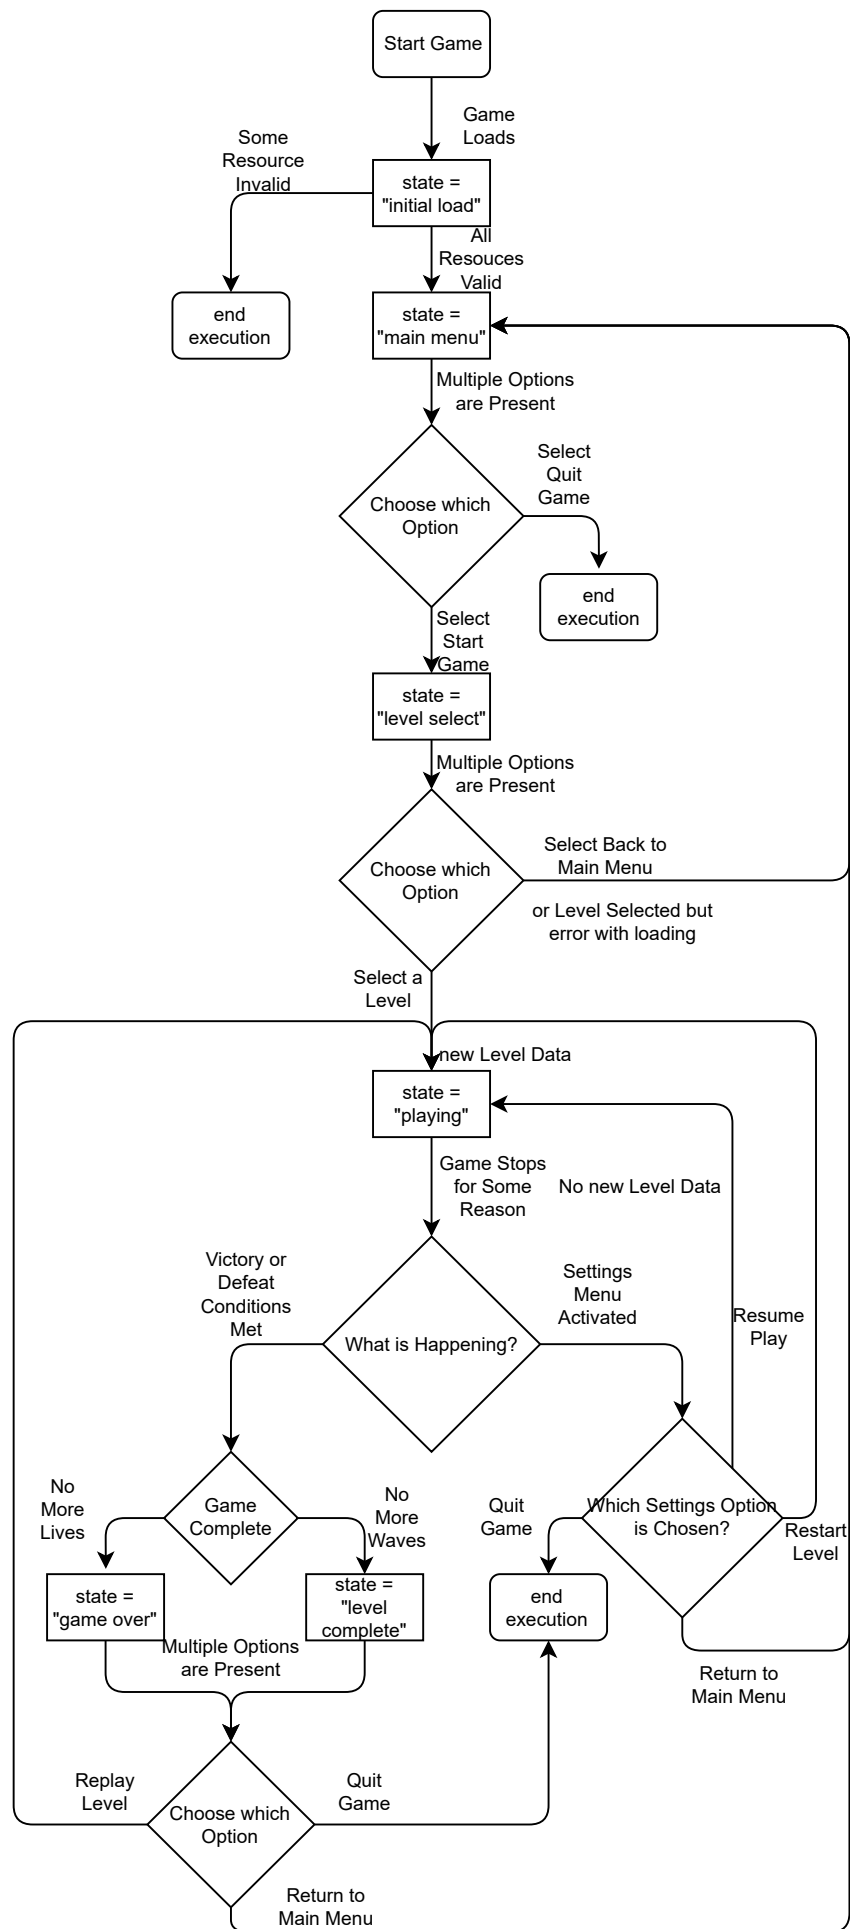 Start Game
Game
Loads
Some
Resource
Invalid
state =
"initial load"
All
Resouces
Valid
end
execution
state =
"main menu"
Multiple Options
are Present
Select
Quit
Game
Choose which
Option
end
execution
Select
Start
Game
state =
"level select"
Multiple Options
are Present
Choose which
Option
Select Back to
Main Menu
or Level Selected but
error with loading
Select a
Level
new Level Data
state =
"playing"
Game Stops
for Some
Reason
No new Level Data
Victory or
Defeat
Conditions
Met
Settings
Menu
Activated
Resume
Play
What is Happening?
No
More
Lives
Game
Complete
No
More
Waves
Quit
Game
Which Settings Option
is Chosen?
Restart
Level
state =
"game over"
state =
"level
complete"
end
execution
Multiple Options
are Present
Return to
Main Menu
Replay
Level
Choose which
Option
Quit
Game
Return to
Main Menu